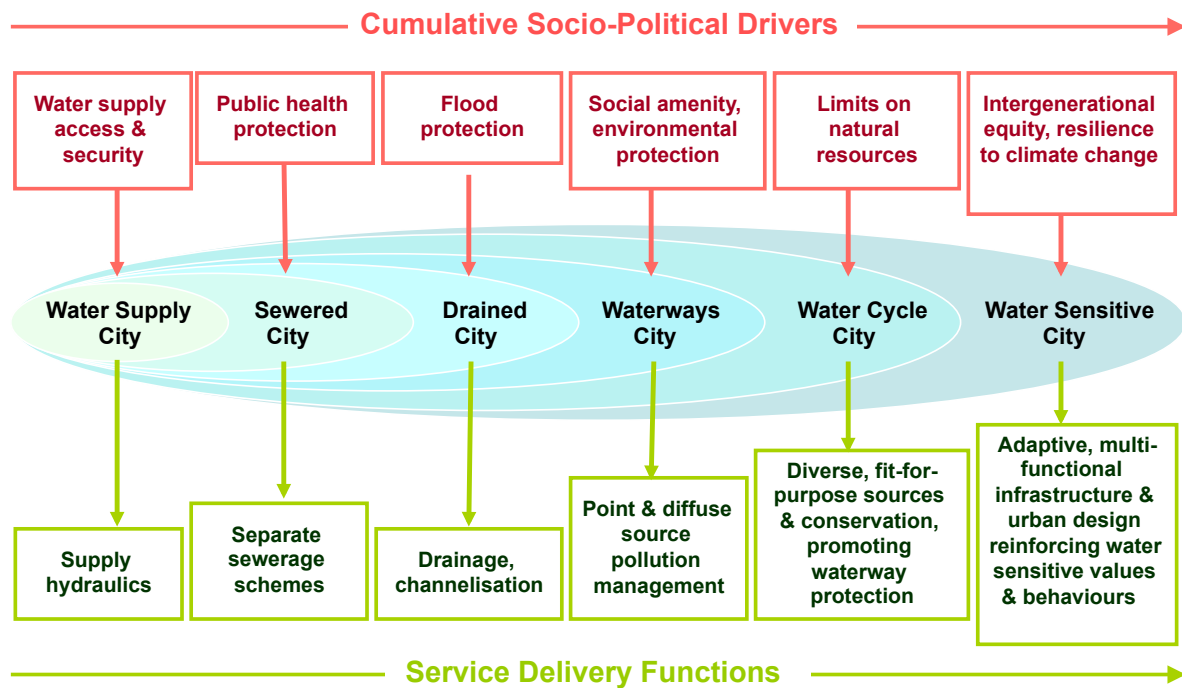 Cumulative Socio-Political Drivers
Water supply
access &
security
Public health
protection
Flood
protection
Social amenity,
environmental
protection
Limits on
natural
resources
Intergenerational
equity, resilience
to climate change
Water Supply
City
Sewered
City
Drained
City
Waterways
City
Water Cycle
City
Water Sensitive
City
Supply
hydraulics
Separate
sewerage
schemes
Drainage,
channelisation
Point & diffuse
source
pollution
management
Diverse, fit-for-
purpose sources
& conservation,
promoting
waterway
protection
Adaptive, multi-
functional
infrastructure &
urban design
reinforcing water
sensitive values
& behaviours
Service Delivery Functions